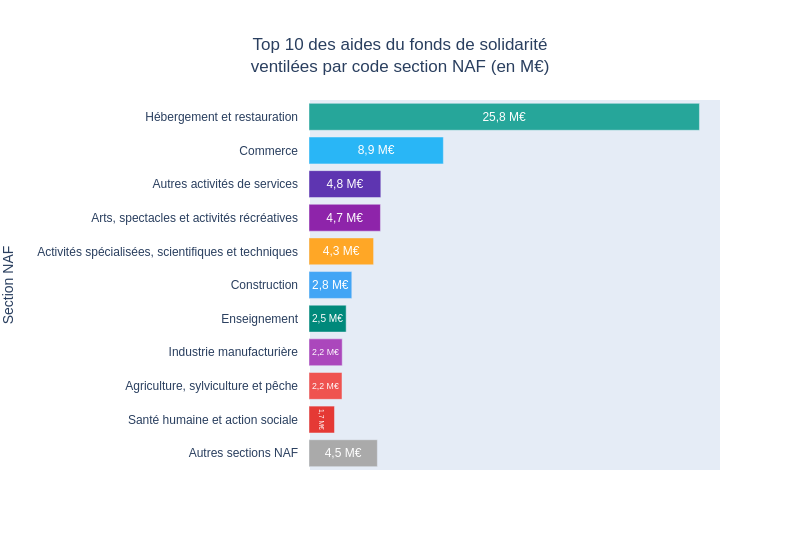 Top 10 des aides du fonds de solidarité
ventilées par code section NAF (en M€)
Section NAF
Hébergement et restauration 25,8 M€
Commerce 8,9 M€
Autres activités de services 4,8 M€
Arts, spectacles et activités récréatives 4,7 M€
Activités spécialisées, scientifiques et techniques 4,3 M€
Construction 2,8 M€
Enseignement 2,5 M€
Industrie manufacturière 2,2 M€
Agriculture, sylviculture et pêche 2,2 M€
Santé humaine et action sociale 1,7 M€
Autres sections NAF 4,5 M€